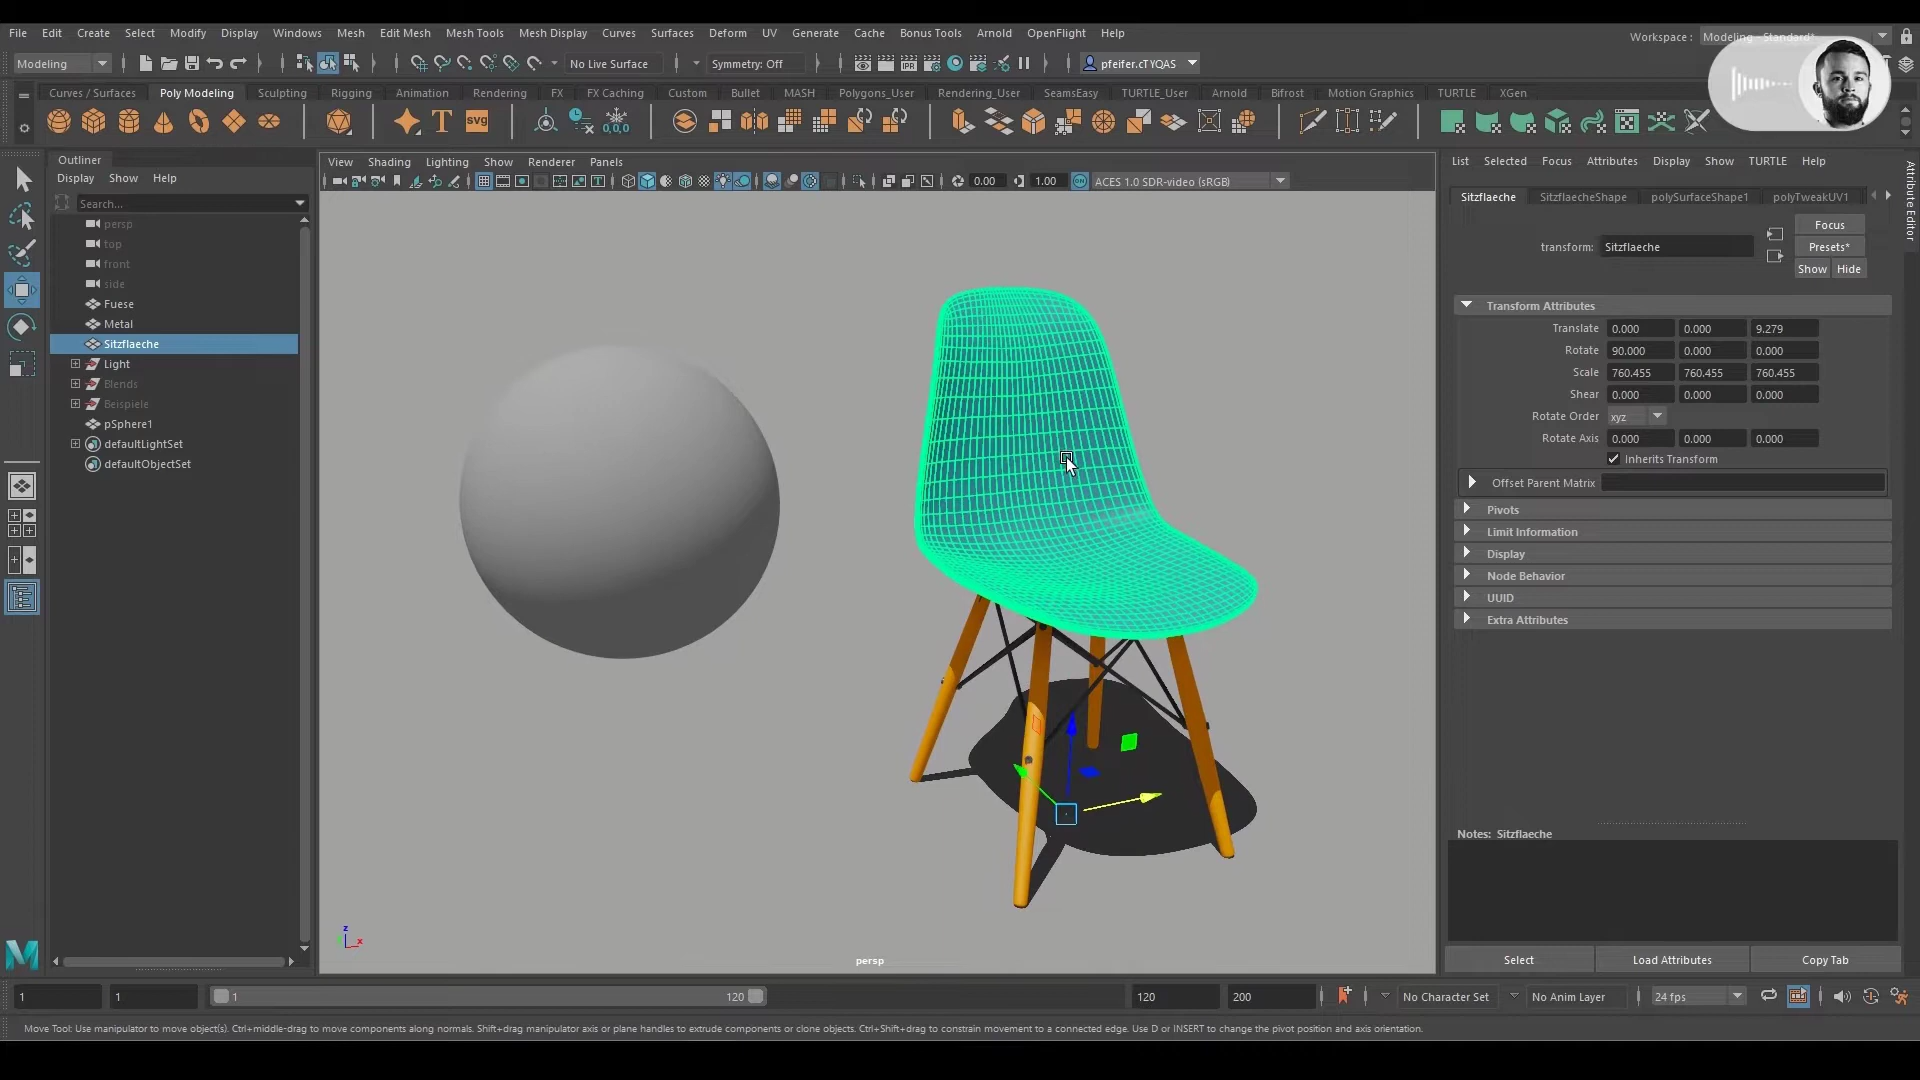 File Edit Create Select Modify Display Windows Mesh Edit Mesh Mesh Tools Mesh Display Curves Surfaces Deform UV Generate Cache Bonus Tools Arnold OpenFlight Help
Workspace : Modeling - Standard*
Modeling No Live Surface Symmetry: Off pfeifer.cTYQAS
Curves / Surfaces Poly Modeling Sculpting Rigging Animation Rendering FX FX Caching Custom Bullet MASH Polygons_User Rendering_User SeamsEasy TURTLE_User Arnold Bifrost Motion Graphics TURTLE XGen
T svg 0,0,0
Outliner
Display Show Help
Search...
persp
top
front
side
Fuese
Metal
Sitzflaeche
Light
Blends
Beispiele
pSphere1
defaultLightSet
defaultObjectSet
View Shading Lighting Show Renderer Panels
IPR
0.00 1.00 ON ACES 1.0 SDR-video (sRGB)
z
x
persp
List Selected Focus Attributes Display Show TURTLE Help
Sitzflaeche SitzflaecheShape polySurfaceShape1 polyTweakUV1
Attribute Editor
transform: Sitzflaeche
Focus
Presets*
Show Hide
Transform Attributes
Translate 0.000 0.000 9.279
Rotate 90.000 0.000 0.000
Scale 760.455 760.455 760.455
Shear 0.000 0.000 0.000
Rotate Order xyz
Rotate Axis 0.000 0.000 0.000
Inherits Transform
Offset Parent Matrix
Pivots
Limit Information
Display
Node Behavior
UUID
Extra Attributes
Notes: Sitzflaeche
Select Load Attributes Copy Tab
1 1 1 120 120 200 No Character Set No Anim Layer 24 fps
Move Tool: Use manipulator to move object(s). Ctrl+middle-drag to move components along normals. Shift+drag manipulator axis or plane handles to extrude components or clone objects. Ctrl+Shift+drag to constrain movement to a connected edge. Use D or INSERT to change the pivot position and axis orientation.